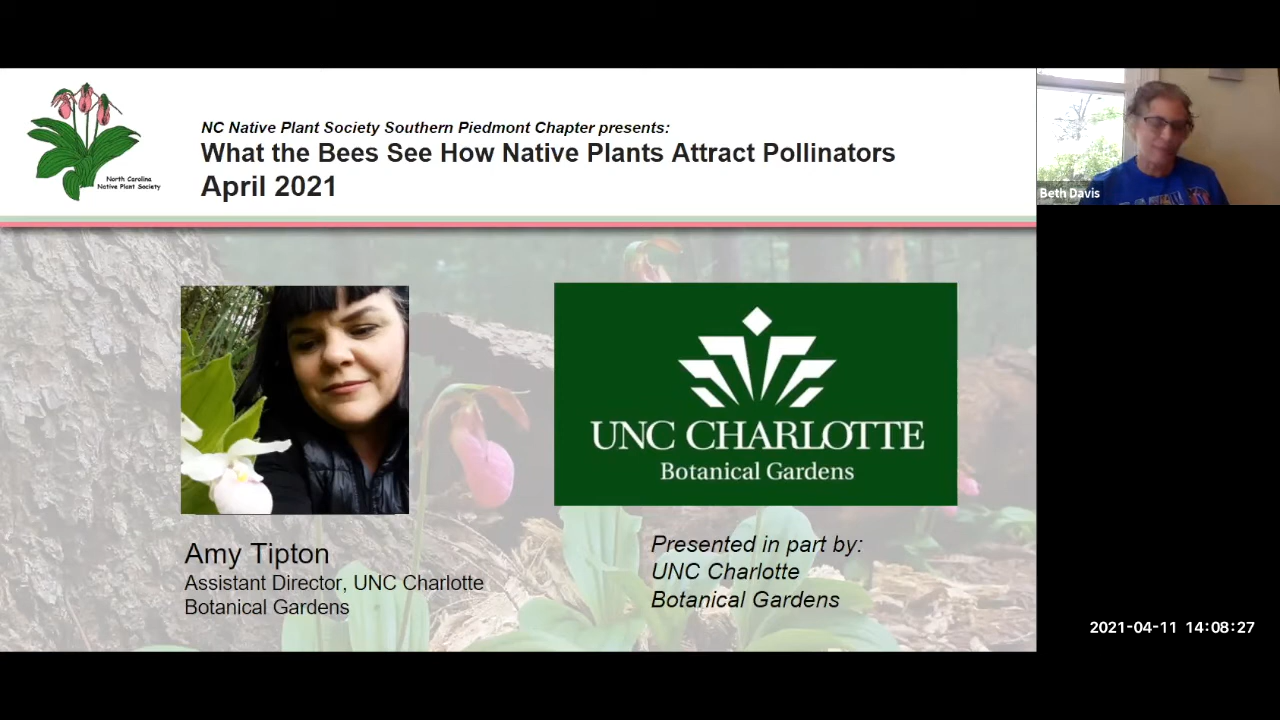 NC Native Plant Society Southern Piedmont Chapter presents:
What the Bees See How Native Plants Attract Pollinators
April 2021
North Carolina
Native Plant Society
Beth Davis
UNC CHARLOTTE
Botanical Gardens
Amy Tipton
Assistant Director, UNC Charlotte
Botanical Gardens
Presented in part by:
UNC Charlotte
Botanical Gardens
2021-04-11 14:08:27